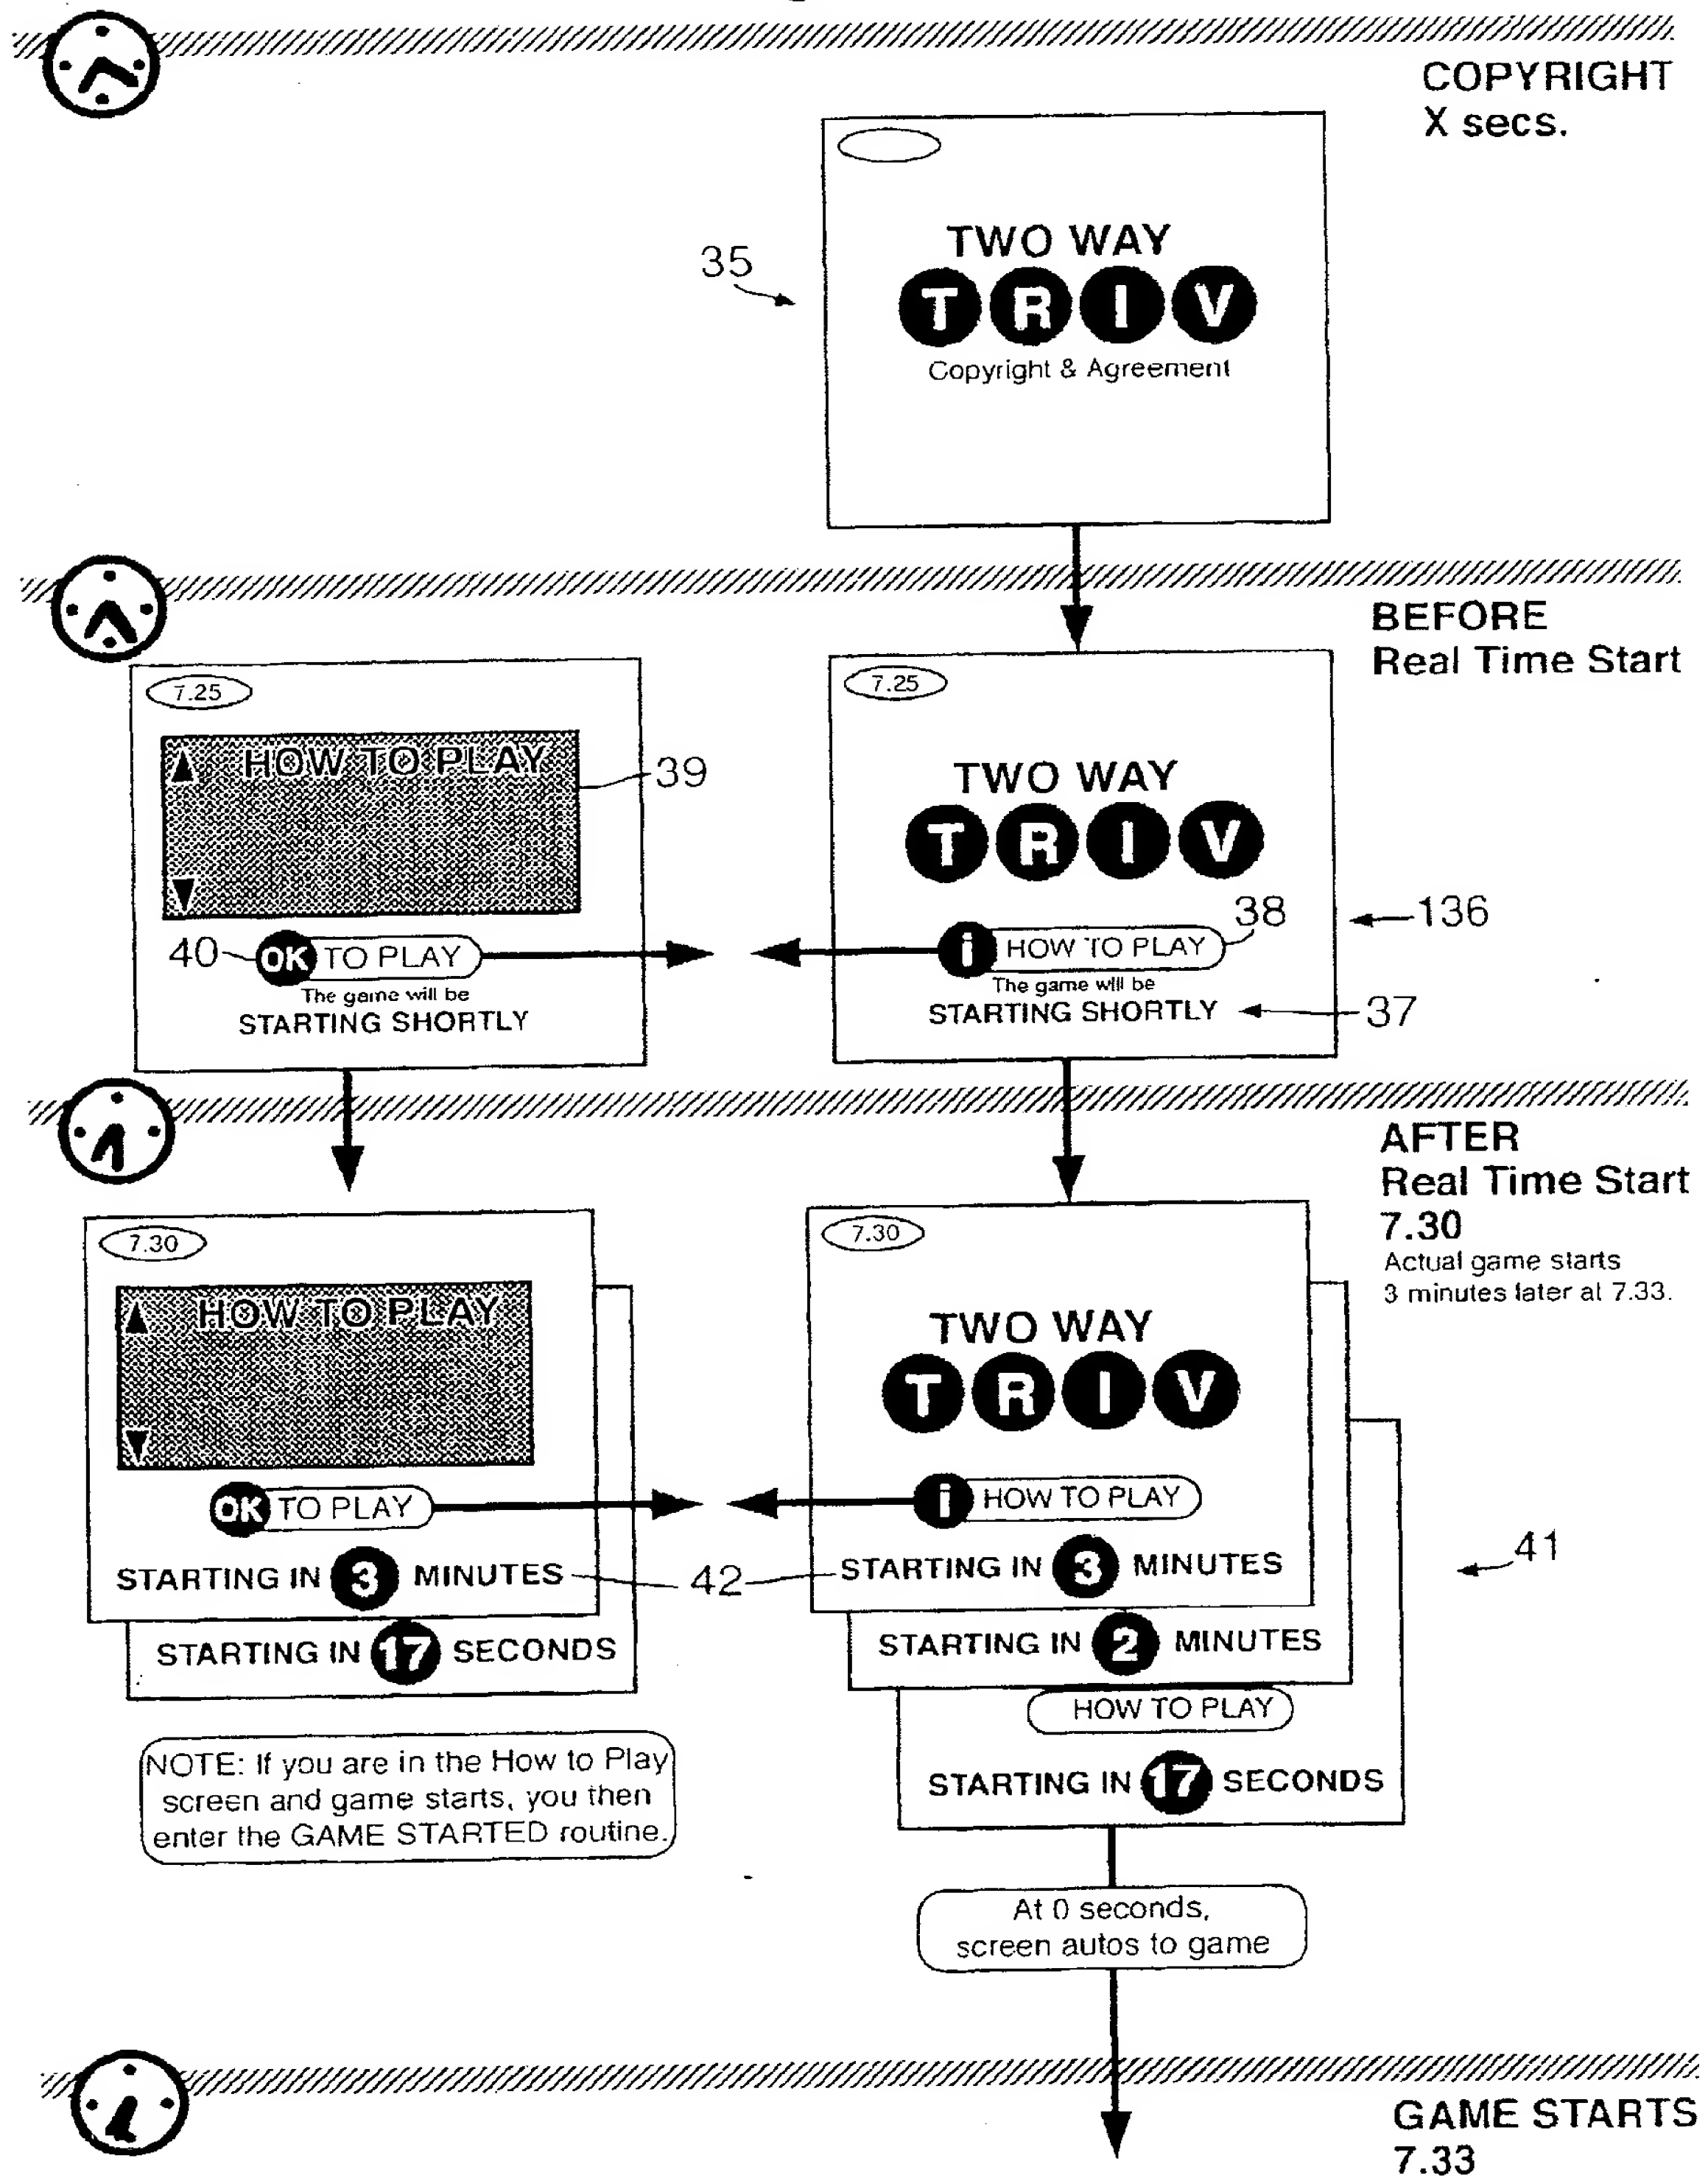 COPYRIGHT
X secs.
35
TWO WAY
TRIV
Copyright & Agreement
BEFORE
Real Time Start
7.25
HOW TO PLAY
39
40
OK TO PLAY
The game will be
STARTING SHORTLY
7.25
TWO WAY
TRIV
38
136
i HOW TO PLAY
The game will be
STARTING SHORTLY
37
AFTER
Real Time Start
7.30
Actual game starts
3 minutes later at 7.33.
7.30
HOW TO PLAY
OK TO PLAY
STARTING IN 3 MINUTES
STARTING IN 17 SECONDS
42
7.30
TWO WAY
TRIV
i HOW TO PLAY
STARTING IN 3 MINUTES
41
STARTING IN 2 MINUTES
HOW TO PLAY
STARTING IN 17 SECONDS
NOTE: If you are in the How to Play
screen and game starts, you then
enter the GAME STARTED routine.
At 0 seconds,
screen autos to game
GAME STARTS
7.33